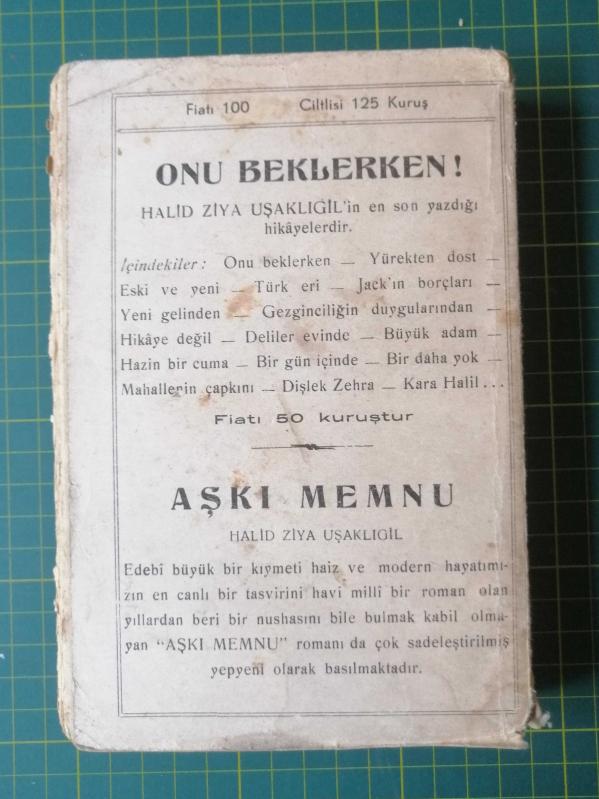 Fiatı 100 Ciltlisi 125 Kuruş
ONU BEKLERKEN!
HALİD ZİYA UŞAKLIGİL'in en son yazdığı
hikâyelerdir.
İçindekiler: Onu beklerken — Yürekten dost —
Eski ve yeni — Türk eri — Jack'ın borçları —
Yeni gelinden — Gezginciliğin duygularından —
Hikâye değil — Deliler evinde — Büyük adam —
Hazin bir cuma — Bir gün içinde — Bir daha yok —
Mahallenin çapkını — Dişlek Zehra — Kara Halil...
Fiatı 50 kuruştur
AŞKI MEMNU
HALİD ZİYA UŞAKLIGİL
Edebî büyük bir kıymeti haiz ve modern hayatımı-
zın en canlı bir tasvirini havi millî bir roman olan
yıllardan beri bir nushasını bile bulmak kabil olma-
yan "AŞKI MEMNU" romanı da çok sadeleştirilmiş
yepyeni olarak basılmaktadır.